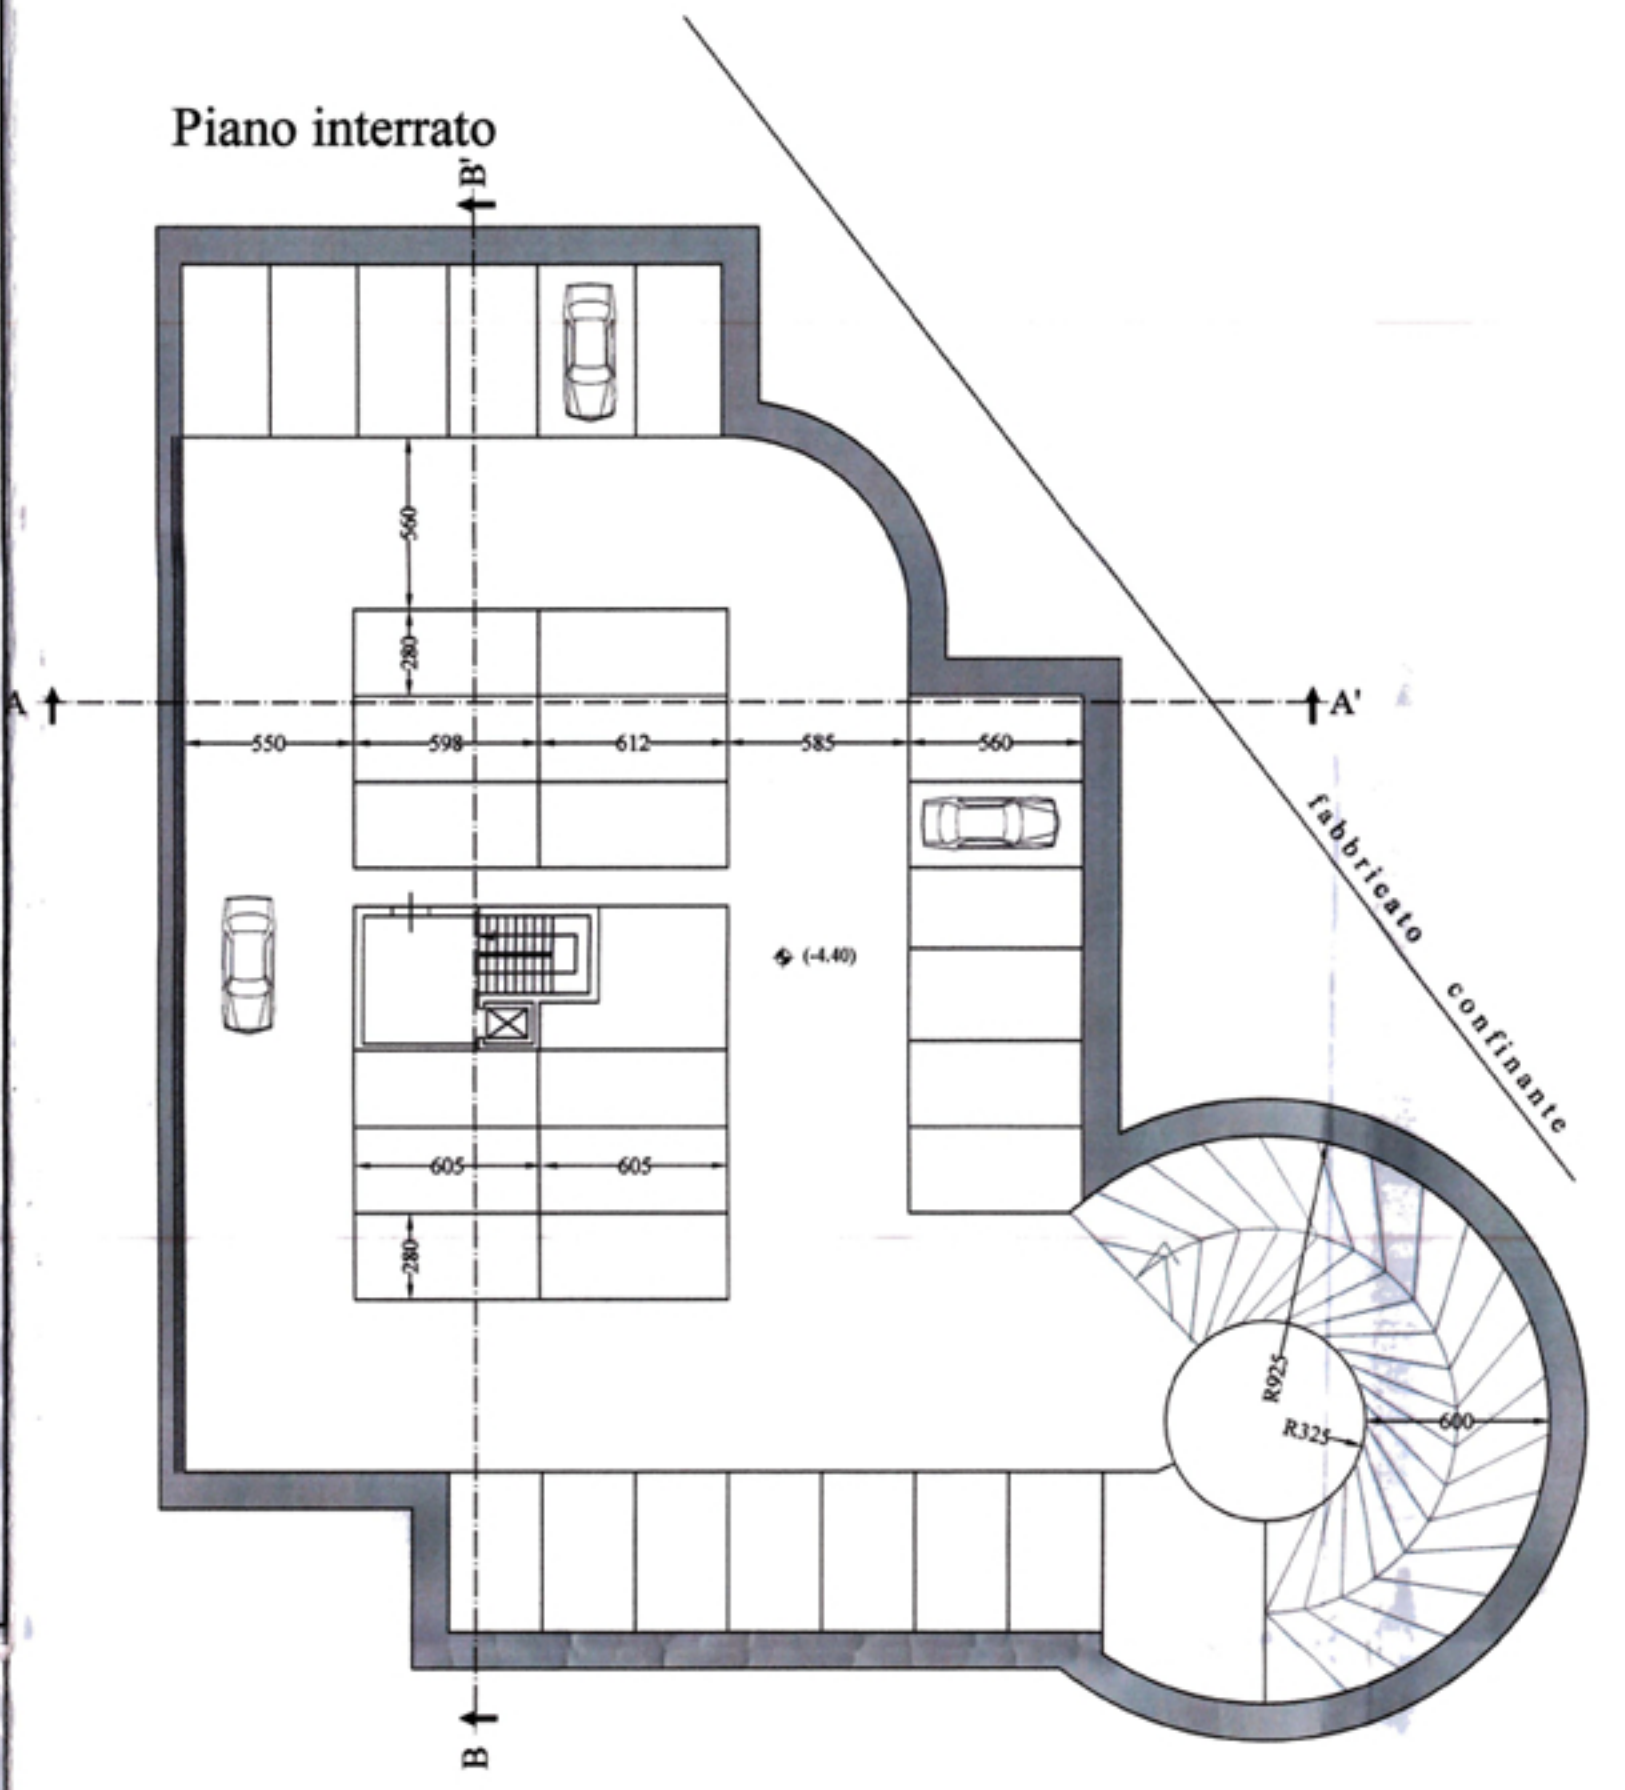 Piano interrato
B'
560
280
A
A'
550
598
612
585
560
fabbricato confinante
(-4.40)
605
605
280
R925
R325
600
B